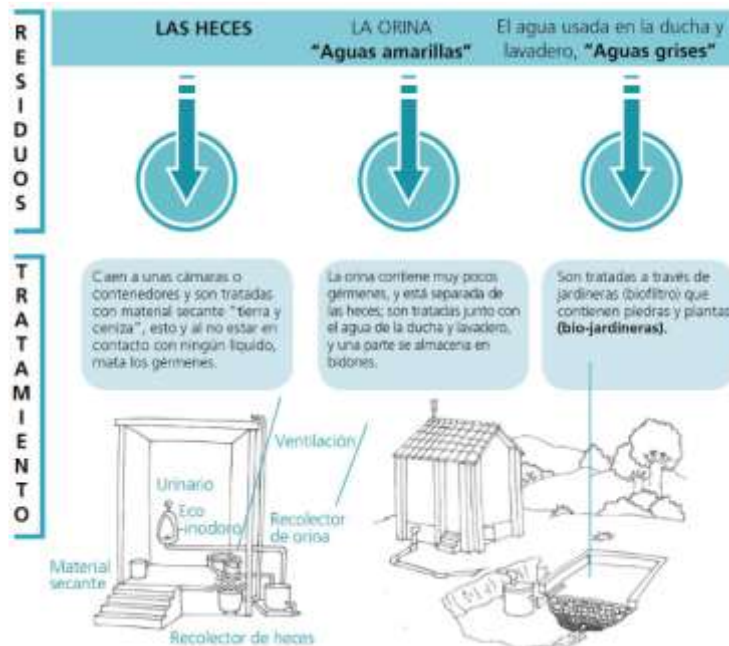 RESIDUOS
LAS HECES
LA ORINA
"Aguas amarillas"
El agua usada en la ducha y
lavadero, "Aguas grises"
TRATAMIENTO
Caen a unas cámaras o
contenedores y son tratadas
con material secante "tierra y
ceniza", esto y al no estar en
contacto con ningún líquido,
mata los gérmenes.
La orina contiene muy pocos
gérmenes, y está separada de
las heces; son tratadas junto con
el agua de la ducha y lavadero,
y una parte se almacena en
bidones.
Son tratadas a través de
jardineras (biofiltro) que
contienen piedras y plantas
(bio-jardineras).
Ventilación
Urinario
Eco
-inodoro
Recolector
de orina
Material
secante
Recolector de heces